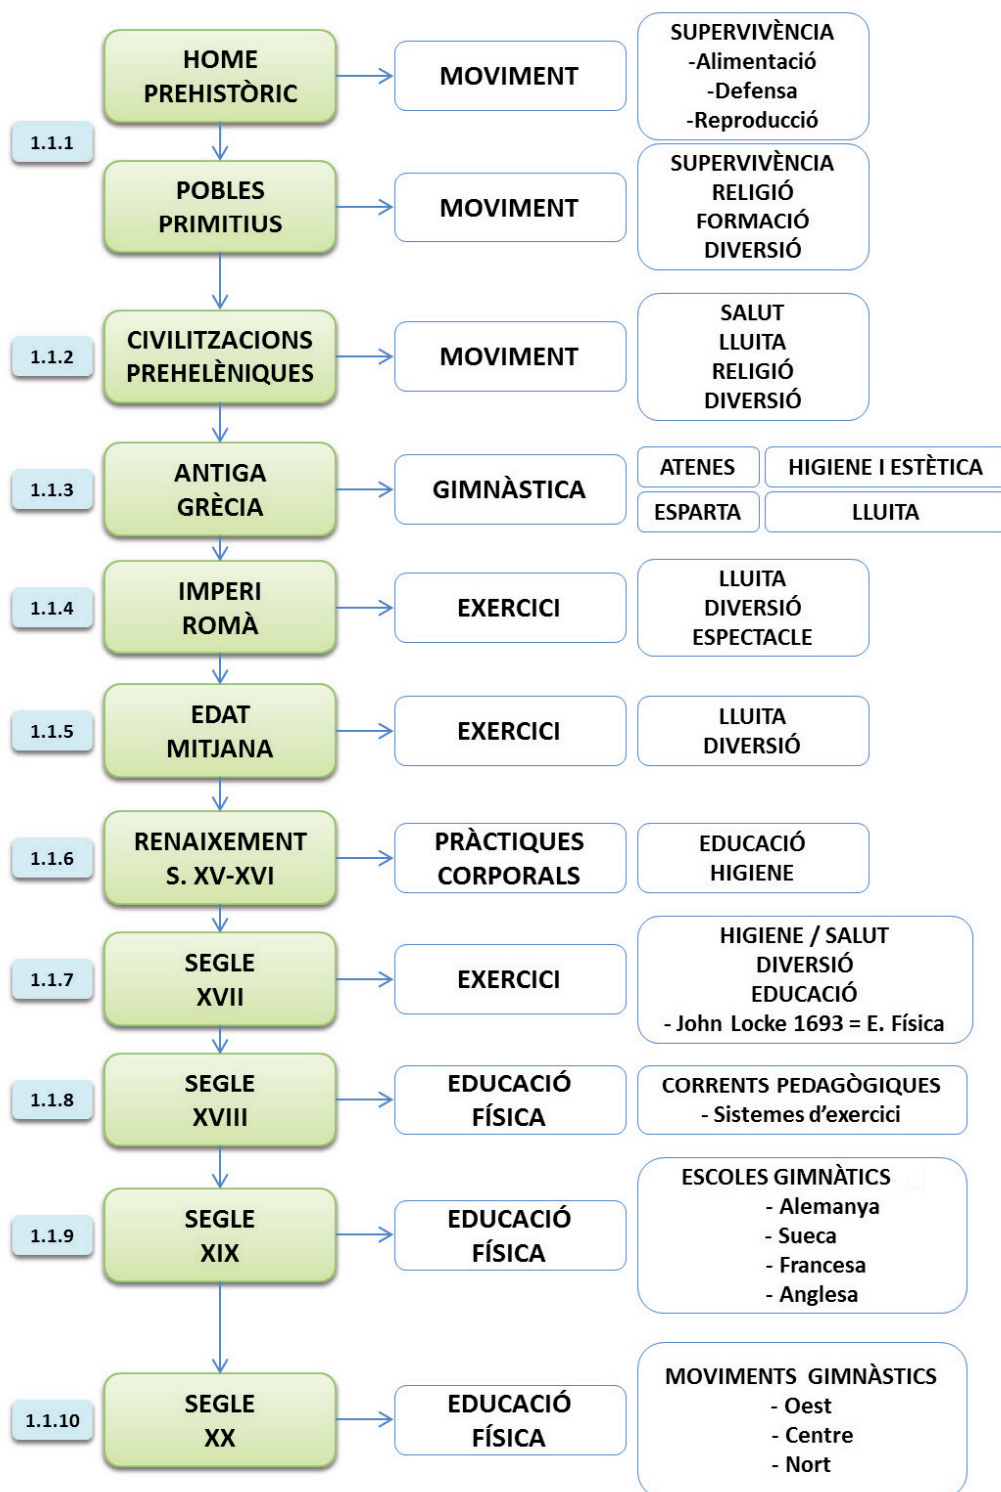 HOME
PREHISTÒRIC
MOVIMENT
SUPERVIVÈNCIA
-Alimentació
-Defensa
-Reproducció
1.1.1
POBLES
PRIMITIUS
MOVIMENT
SUPERVIVÈNCIA
RELIGIÓ
FORMACIÓ
DIVERSIÓ
1.1.2
CIVILITZACIONS
PREHELÈNIQUES
MOVIMENT
SALUT
LLUITA
RELIGIÓ
DIVERSIÓ
1.1.3
ANTIGA
GRÈCIA
GIMNÀSTICA
ATENES
HIGIENE I ESTÈTICA
ESPARTA
LLUITA
1.1.4
IMPERI
ROMÀ
EXERCICI
LLUITA
DIVERSIÓ
ESPECTACLE
1.1.5
EDAT
MITJANA
EXERCICI
LLUITA
DIVERSIÓ
1.1.6
RENAIXEMENT
S. XV-XVI
PRÀCTIQUES
CORPORALS
EDUCACIÓ
HIGIENE
1.1.7
SEGLE
XVII
EXERCICI
HIGIENE / SALUT
DIVERSIÓ
EDUCACIÓ
- John Locke 1693 = E. Física
1.1.8
SEGLE
XVIII
EDUCACIÓ
FÍSICA
CORRENTS PEDAGÒGIQUES
- Sistemes d’exercici
1.1.9
SEGLE
XIX
EDUCACIÓ
FÍSICA
ESCOLES GIMNÀTICS
- Alemanya
- Sueca
- Francesa
- Anglesa
1.1.10
SEGLE
XX
EDUCACIÓ
FÍSICA
MOVIMENTS GIMNÀSTICS
- Oest
- Centre
- Nort